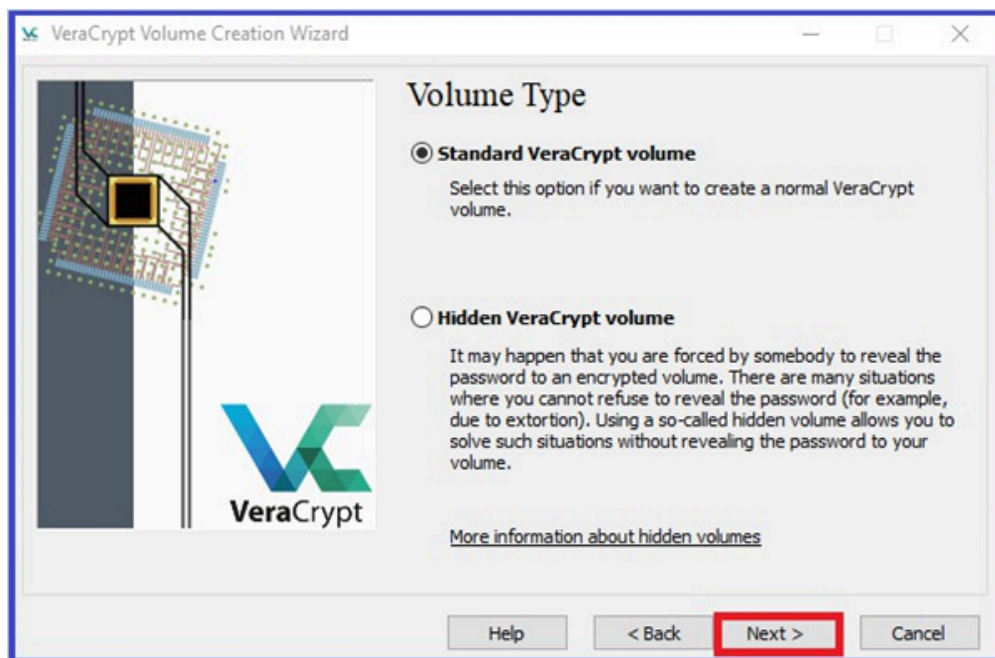 VeraCrypt Volume Creation Wizard
Volume Type
Standard VeraCrypt volume
Select this option if you want to create a normal VeraCrypt
volume.
Hidden VeraCrypt volume
It may happen that you are forced by somebody to reveal the
password to an encrypted volume. There are many situations
where you cannot refuse to reveal the password (for example,
due to extortion). Using a so-called hidden volume allows you to
solve such situations without revealing the password to your
volume.
VeraCrypt
More information about hidden volumes
Help
< Back
Next >
Cancel